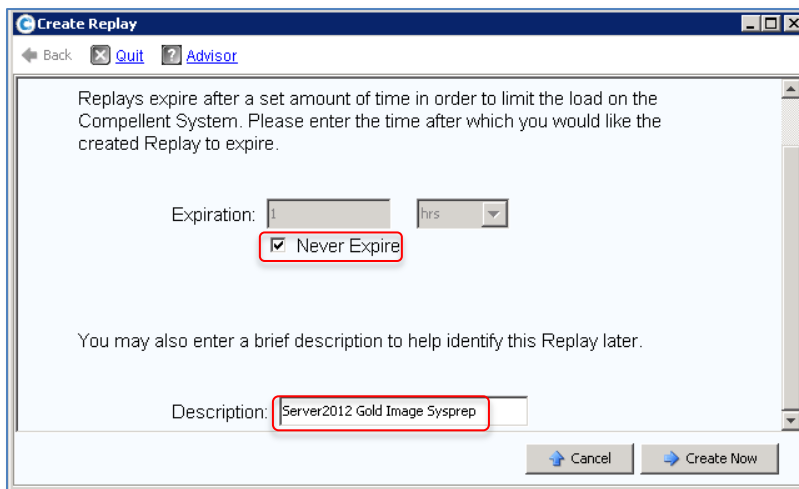 Create Replay
Back Quit Advisor
Replays expire after a set amount of time in order to limit the load on the
Compellent System. Please enter the time after which you would like the
created Replay to expire.
Expiration: 1 hrs
Never Expire
You may also enter a brief description to help identify this Replay later.
Description: Server2012 Gold Image Sysprep
Cancel Create Now